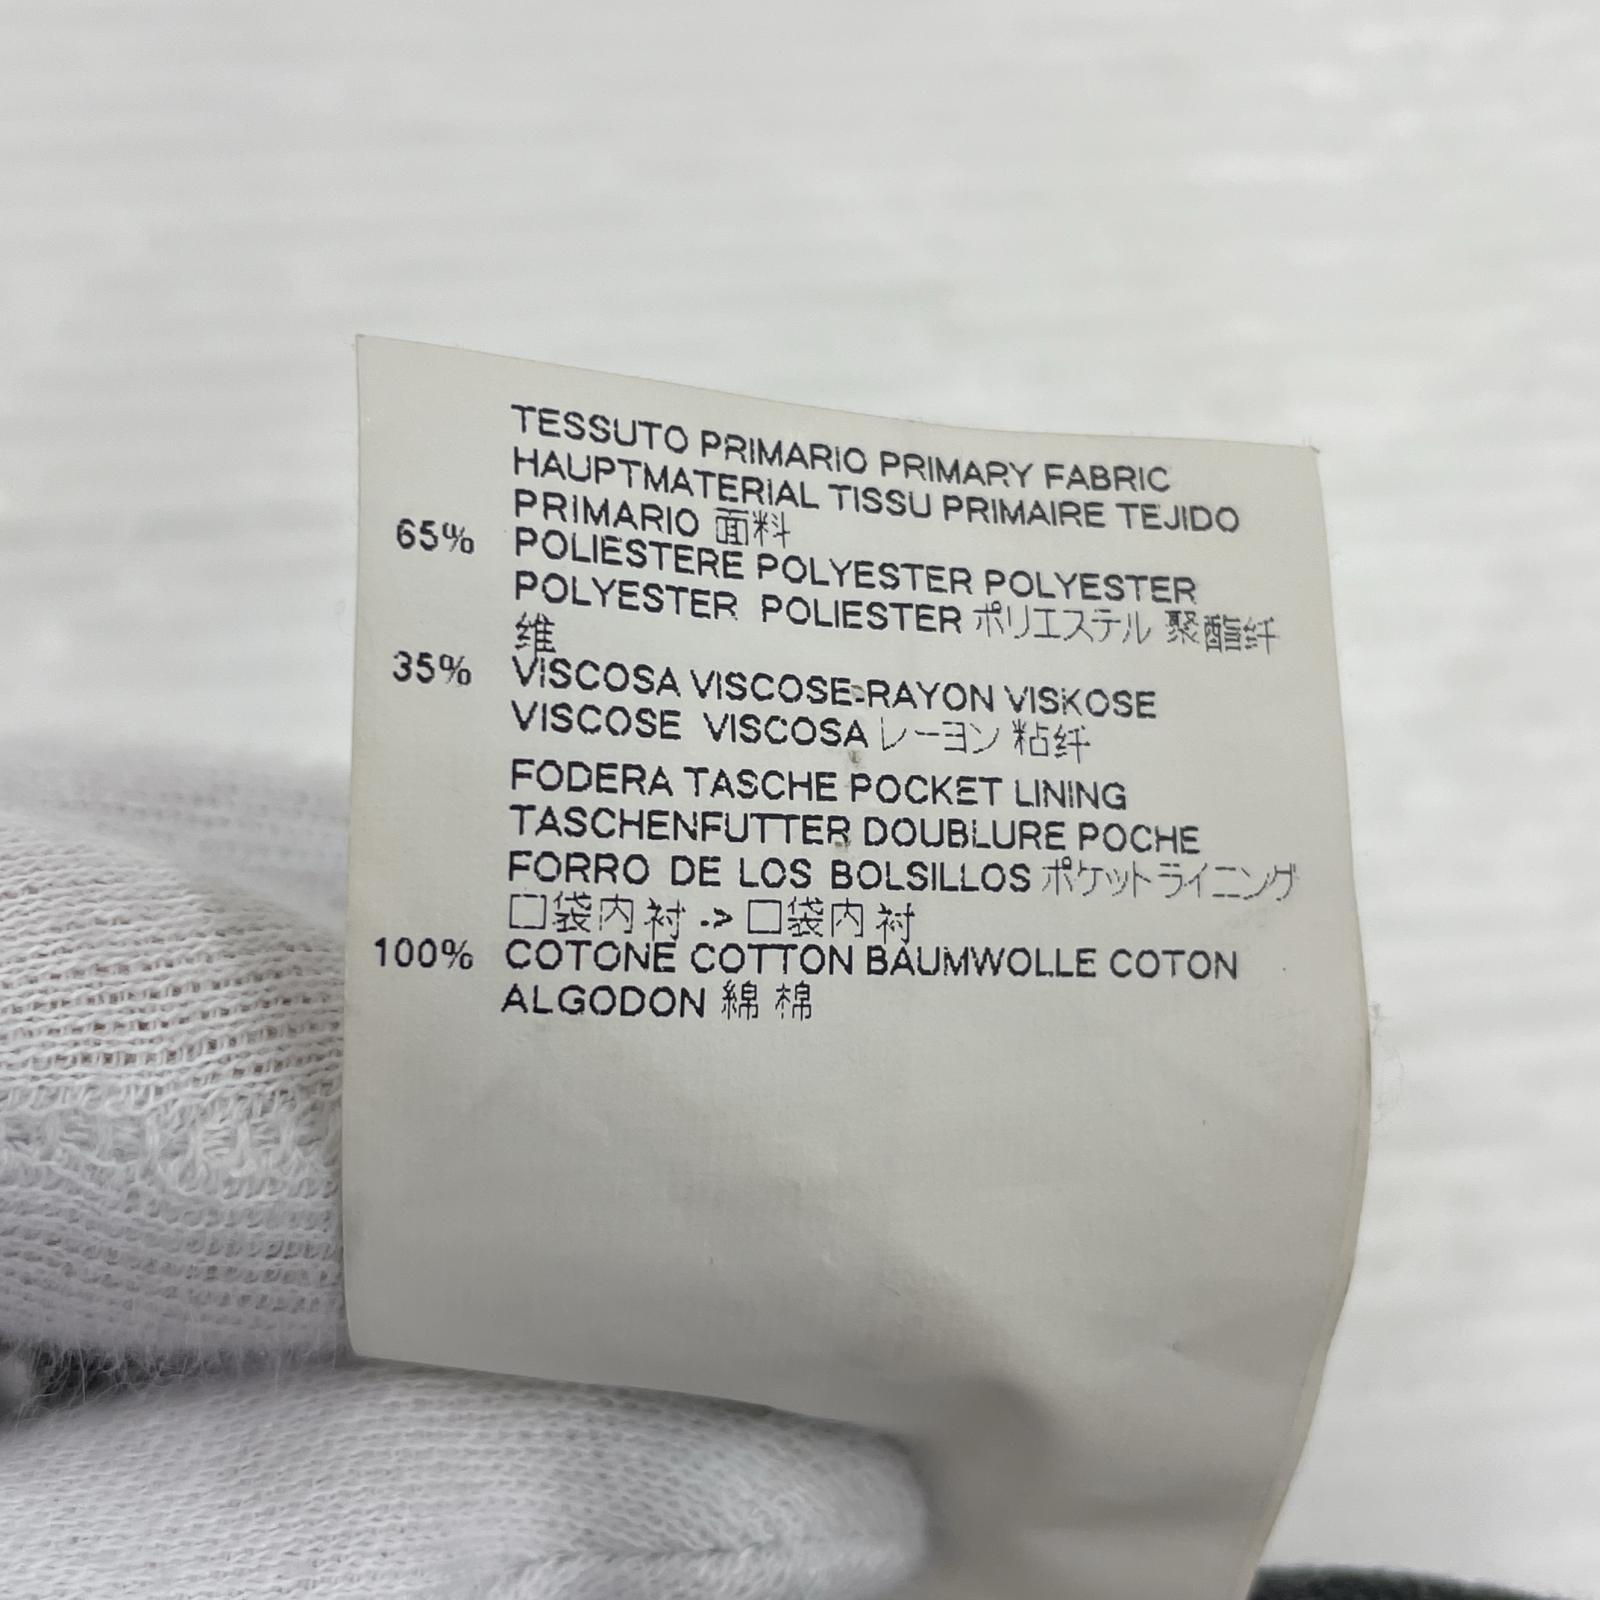 TESSUTO PRIMARIO PRIMARY FABRIC
HAUPTMATERIAL TISSU PRIMAIRE TEJIDO
PRIMARIO 面料
65% POLIESTERE POLYESTER POLYESTER
POLYESTER POLIESTER ポリエステル 聚酯纤
维
35% VISCOSA VISCOSE-RAYON VISKOSE
VISCOSE VISCOSA レーヨン 粘纤
FODERA TASCHE POCKET LINING
TASCHENFUTTER DOUBLURE POCHE
FORRO DE LOS BOLSILLOS ポケットライニング
口袋内衬 -> 口袋内衬
100% COTONE COTTON BAUMWOLLE COTON
ALGODON 綿 棉